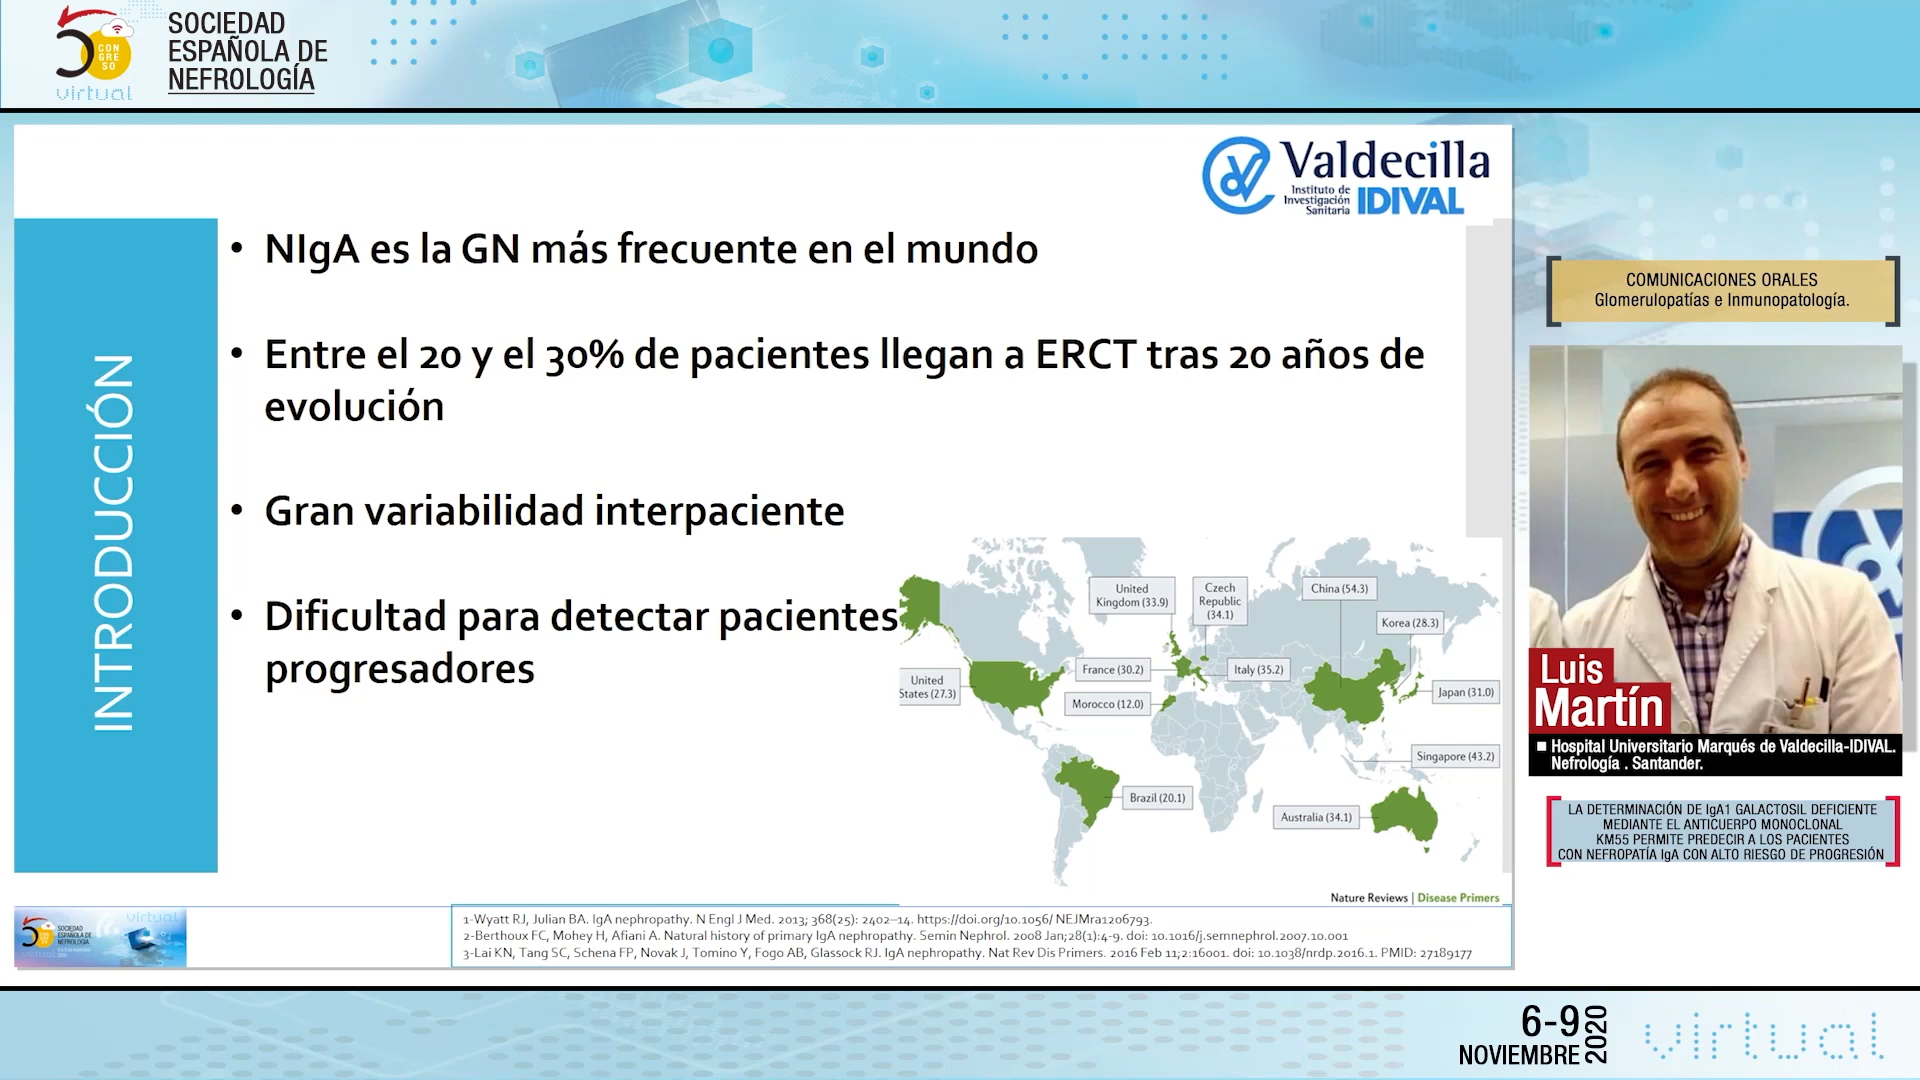 50
CON
GRE
SO
virtual
SOCIEDAD
ESPAÑOLA DE
NEFROLOGÍA
Valdecilla
Instituto de
Investigación
Sanitaria
IDIVAL
INTRODUCCIÓN
• NIgA es la GN más frecuente en el mundo
• Entre el 20 y el 30% de pacientes llegan a ERCT tras 20 años de
evolución
• Gran variabilidad interpaciente
• Dificultad para detectar pacientes
progresadores
United
Kingdom (33.9)
Czech
Republic
(34.1)
China (54.3)
Korea (28.3)
France (30.2)
Italy (35.2)
United
States (27.3)
Japan (31.0)
Morocco (12.0)
Singapore (43.2)
Brazil (20.1)
Australia (34.1)
Nature Reviews | Disease Primers
virtual
50
SOCIEDAD
ESPAÑOLA DE
NEFROLOGÍA
1-Wyatt RJ, Julian BA. IgA nephropathy. N Engl J Med. 2013; 368(25): 2402–14. https://doi.org/10.1056/ NEJMra1206793.
2-Berthoux FC, Mohey H, Afiani A. Natural history of primary IgA nephropathy. Semin Nephrol. 2008 Jan;28(1):4-9. doi: 10.1016/j.semnephrol.2007.10.001
3-Lai KN, Tang SC, Schena FP, Novak J, Tomino Y, Fogo AB, Glassock RJ. IgA nephropathy. Nat Rev Dis Primers. 2016 Feb 11;2:16001. doi: 10.1038/nrdp.2016.1. PMID: 27189177
COMUNICACIONES ORALES
Glomerulopatías e Inmunopatología.
Luis
Martín
■ Hospital Universitario Marqués de Valdecilla-IDIVAL.
Nefrología . Santander.
LA DETERMINACIÓN DE IgA1 GALACTOSIL DEFICIENTE
MEDIANTE EL ANTICUERPO MONOCLONAL
KM55 PERMITE PREDECIR A LOS PACIENTES
CON NEFROPATÍA IgA CON ALTO RIESGO DE PROGRESIÓN
6-9
NOVIEMBRE
2020
virtual